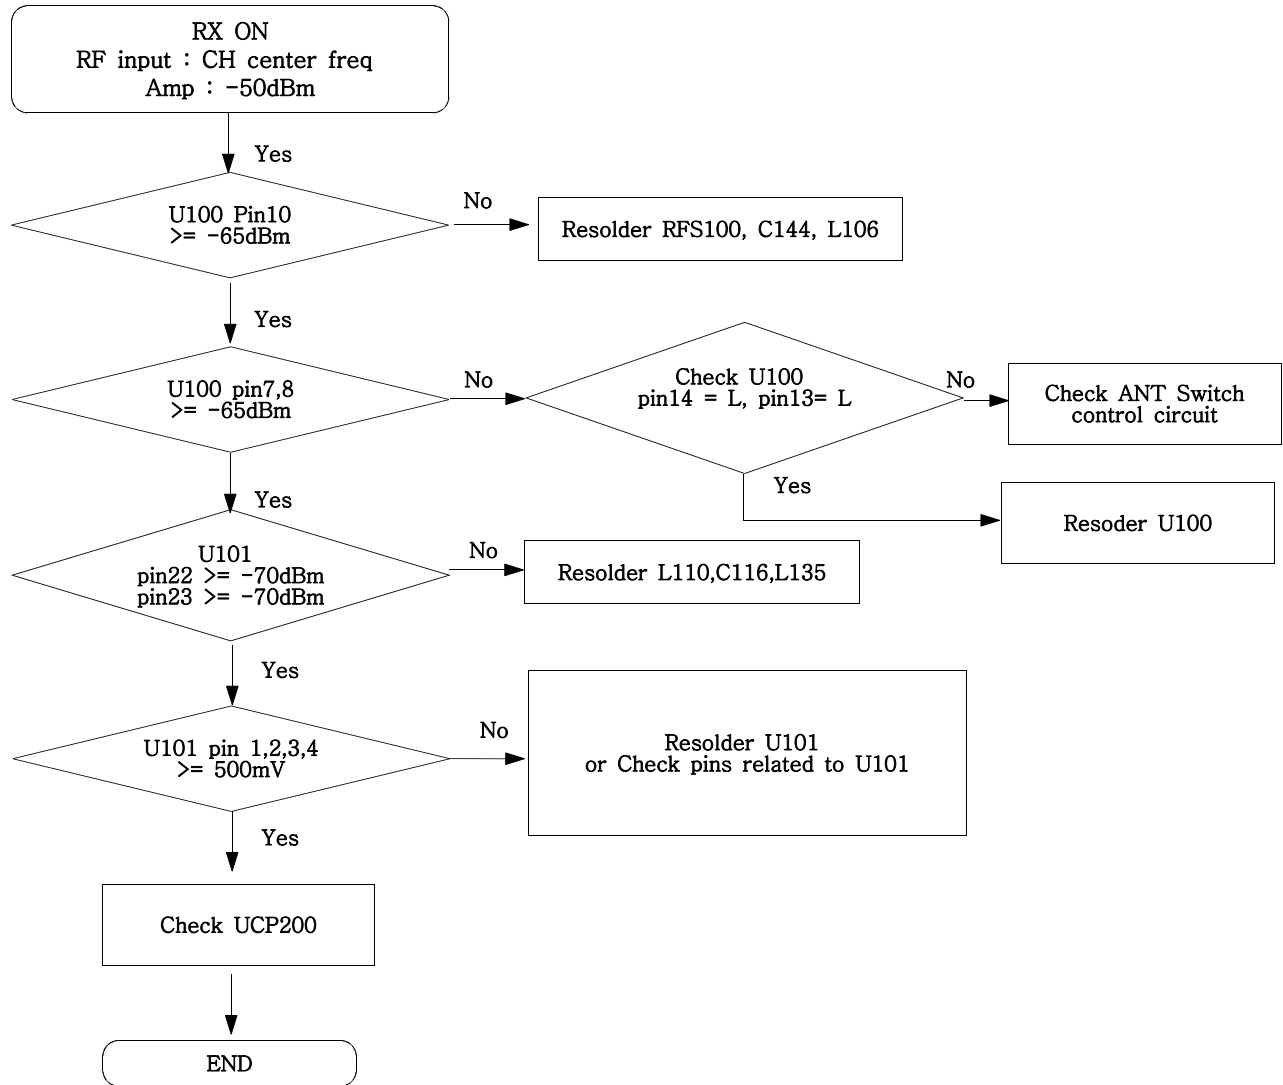 RX ON
RF input : CH center freq
Amp : -50dBm
Yes
U100 Pin10
>= -65dBm
No
Resolder RFS100, C144, L106
Yes
U100 pin7,8
>= -65dBm
No
Check U100
pin14 = L, pin13= L
No
Check ANT Switch
control circuit
Yes
Resoder U100
Yes
U101
pin22 >= -70dBm
pin23 >= -70dBm
No
Resolder L110,C116,L135
Yes
U101 pin 1,2,3,4
>= 500mV
No
Resolder U101
or Check pins related to U101
Yes
Check UCP200
END